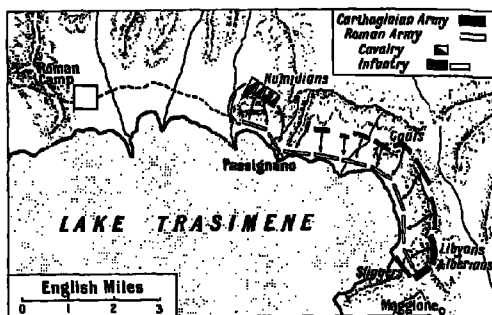 Carthaginian Army
Roman Army
Cavalry
Infantry
Roman
Camp
Numidians
Gauls
Passignano
LAKE TRASIMENE
Libyans
& Iberians
Slingers
Maggione
English Miles
0 1 2 3